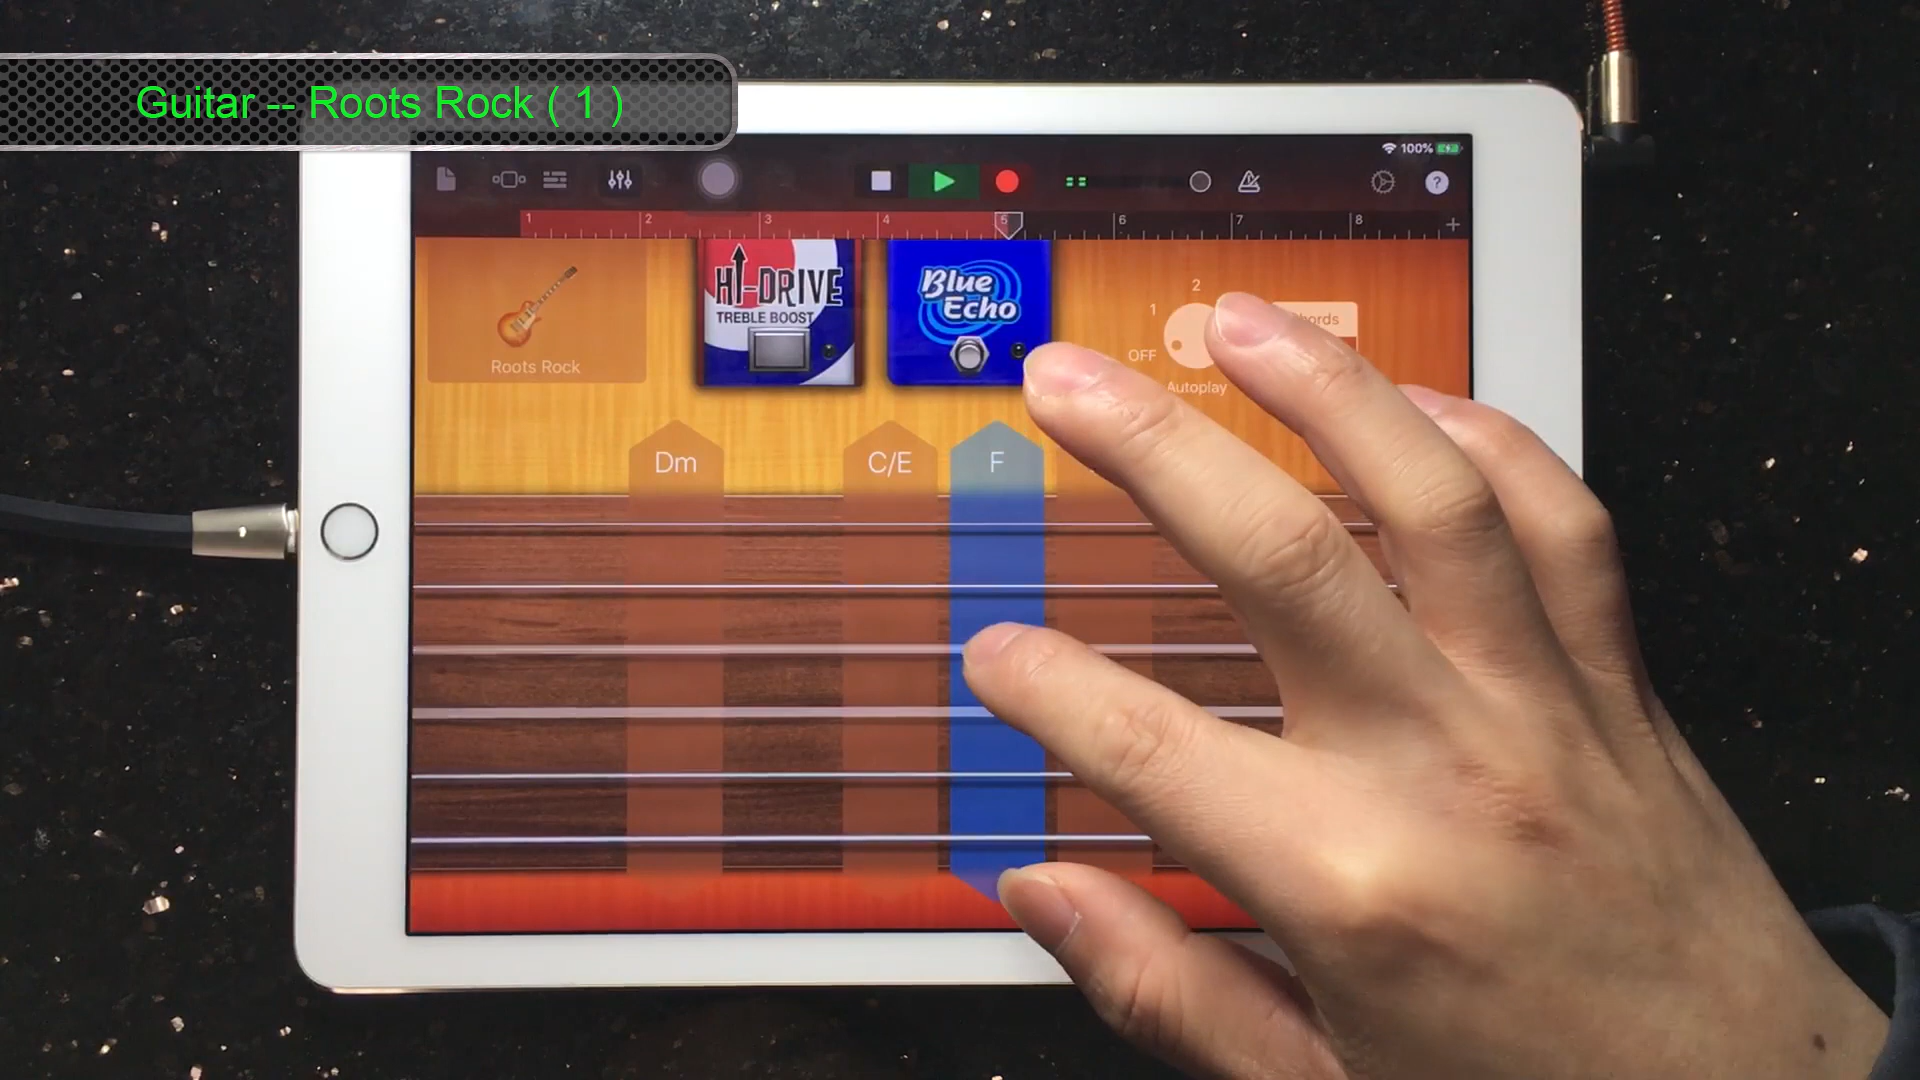 Guitar -- Roots Rock ( 1 )
100%
?
1 2 3 4 5 6 7 8 +
HI-DRIVE
TREBLE BOOST
Blue
Echo
Roots Rock
2
1
OFF
Autoplay
Dm
C/E
F